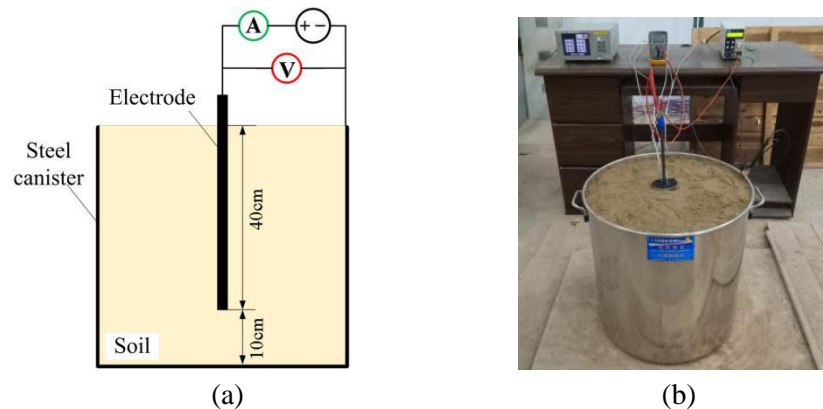 A
+ −
V
Electrode
Steel
canister
40cm
10cm
Soil
(a)
(b)